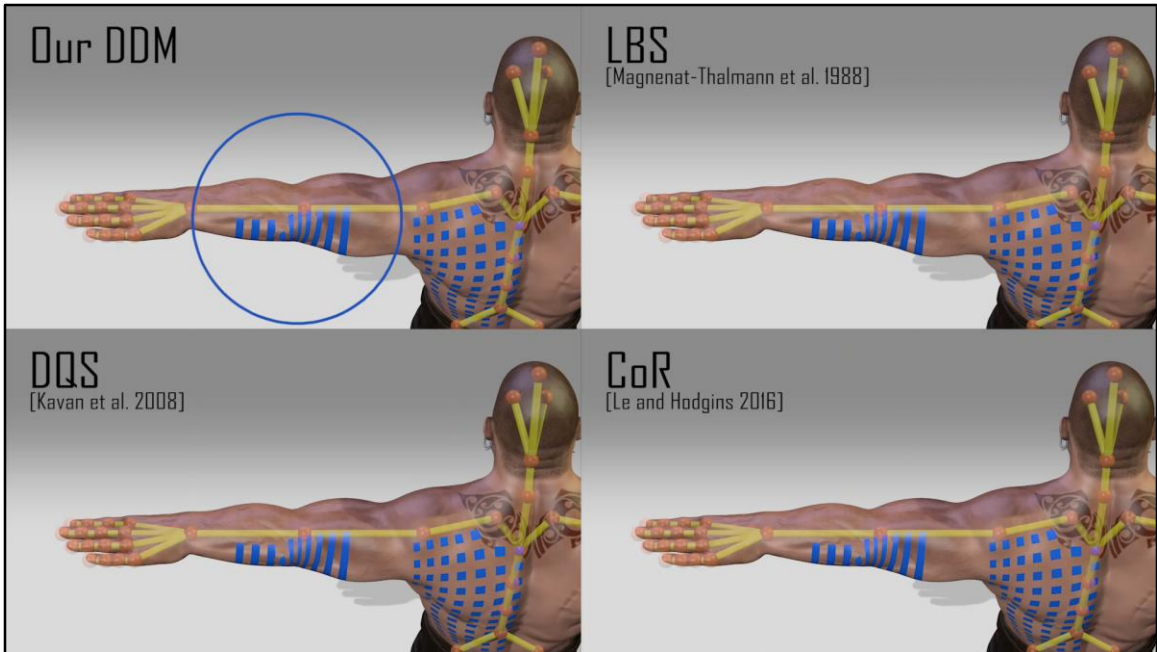 Our DDM
LBS
[Magnenat-Thalmann et al. 1988]
DQS
[Kavan et al. 2008]
CoR
[Le and Hodgins 2016]